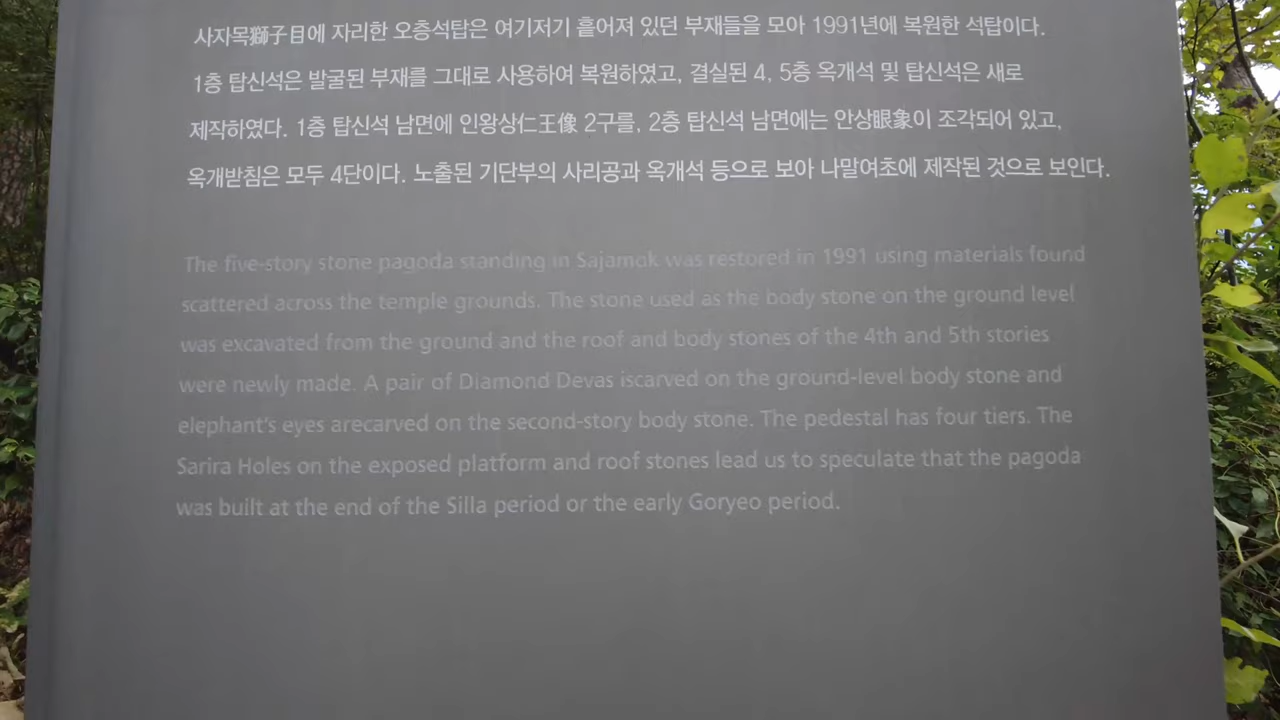 사자목獅子目에 자리한 오층석탑은 여기저기 흩어져 있던 부재들을 모아 1991년에 복원한 석탑이다.
1층 탑신석은 발굴된 부재를 그대로 사용하여 복원하였고, 결실된 4, 5층 옥개석 및 탑신석은 새로
제작하였다. 1층 탑신석 남면에 인왕상仁王像 2구를, 2층 탑신석 남면에는 안상眼象이 조각되어 있고,
옥개받침은 모두 4단이다. 노출된 기단부의 사리공과 옥개석 등으로 보아 나말여초에 제작된 것으로 보인다.
The five-story stone pagoda standing in Sajamok was restored in 1991 using materials found
scattered across the temple grounds. The stone used as the body stone on the ground level
was excavated from the ground and the roof and body stones of the 4th and 5th stories
were newly made. A pair of Diamond Devas iscarved on the ground-level body stone and
elephant's eyes arecarved on the second-story body stone. The pedestal has four tiers. The
Sarira Holes on the exposed platform and roof stones lead us to speculate that the pagoda
was built at the end of the Silla period or the early Goryeo period.